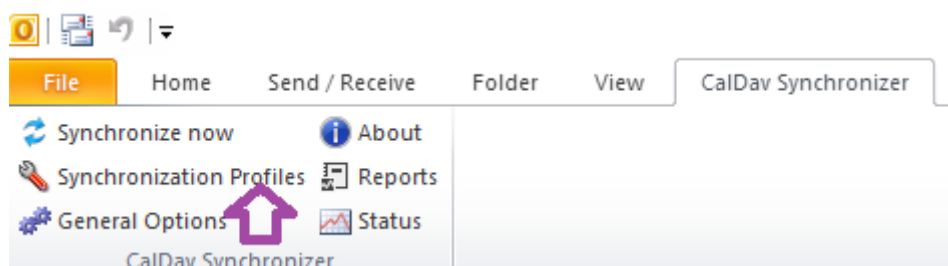 File Home Send / Receive Folder View CalDav Synchronizer
Synchronize now About
Synchronization Profiles Reports
General Options Status
CalDav Synchronizer